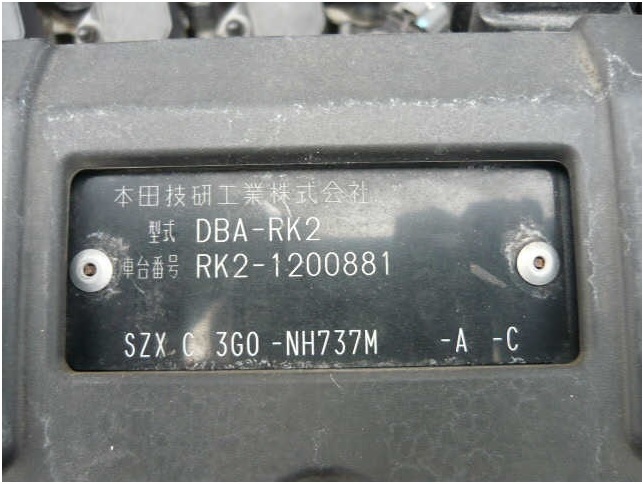 本田技研工業株式会社
型式 DBA-RK2
車台番号 RK2-1200881
SZX C 3G0 -NH737M -A -C